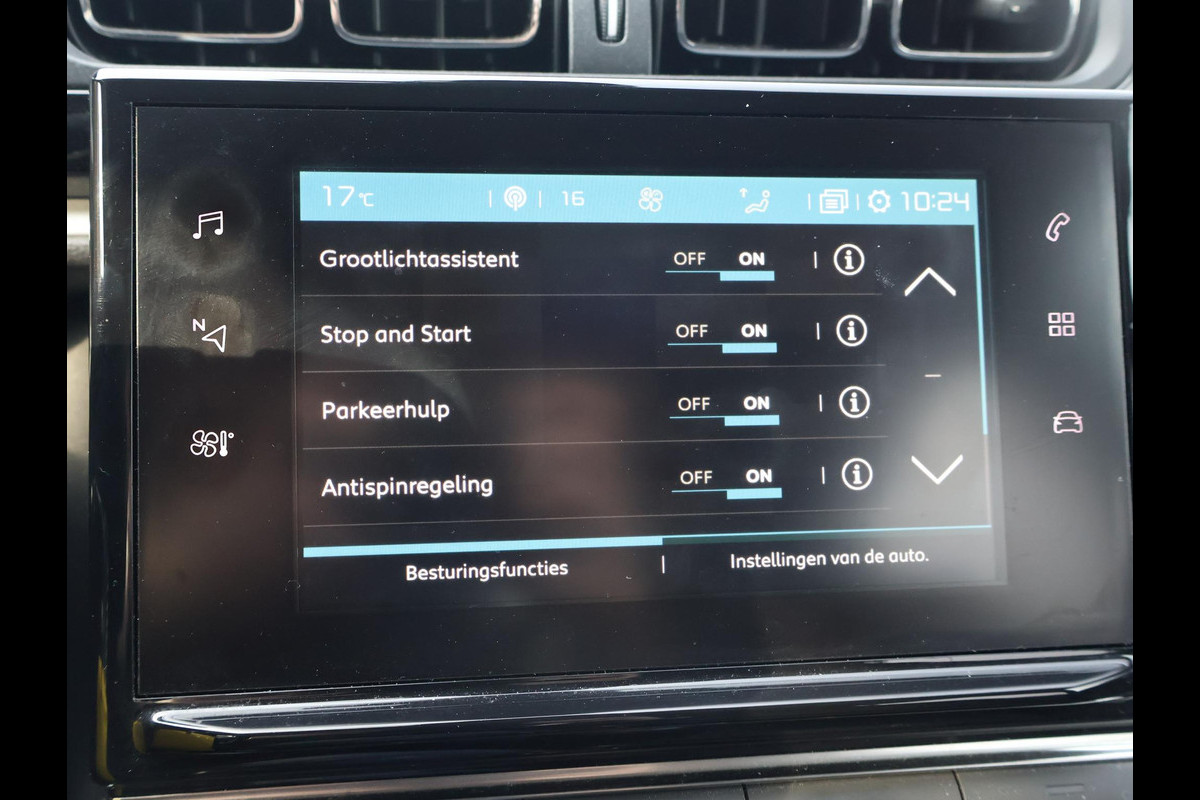 17 °C 16 10:24
Grootlichtassistent OFF ON
Stop and Start OFF ON
Parkeerhulp OFF ON
Antispinregeling OFF ON
Besturingsfuncties Instellingen van de auto.
N